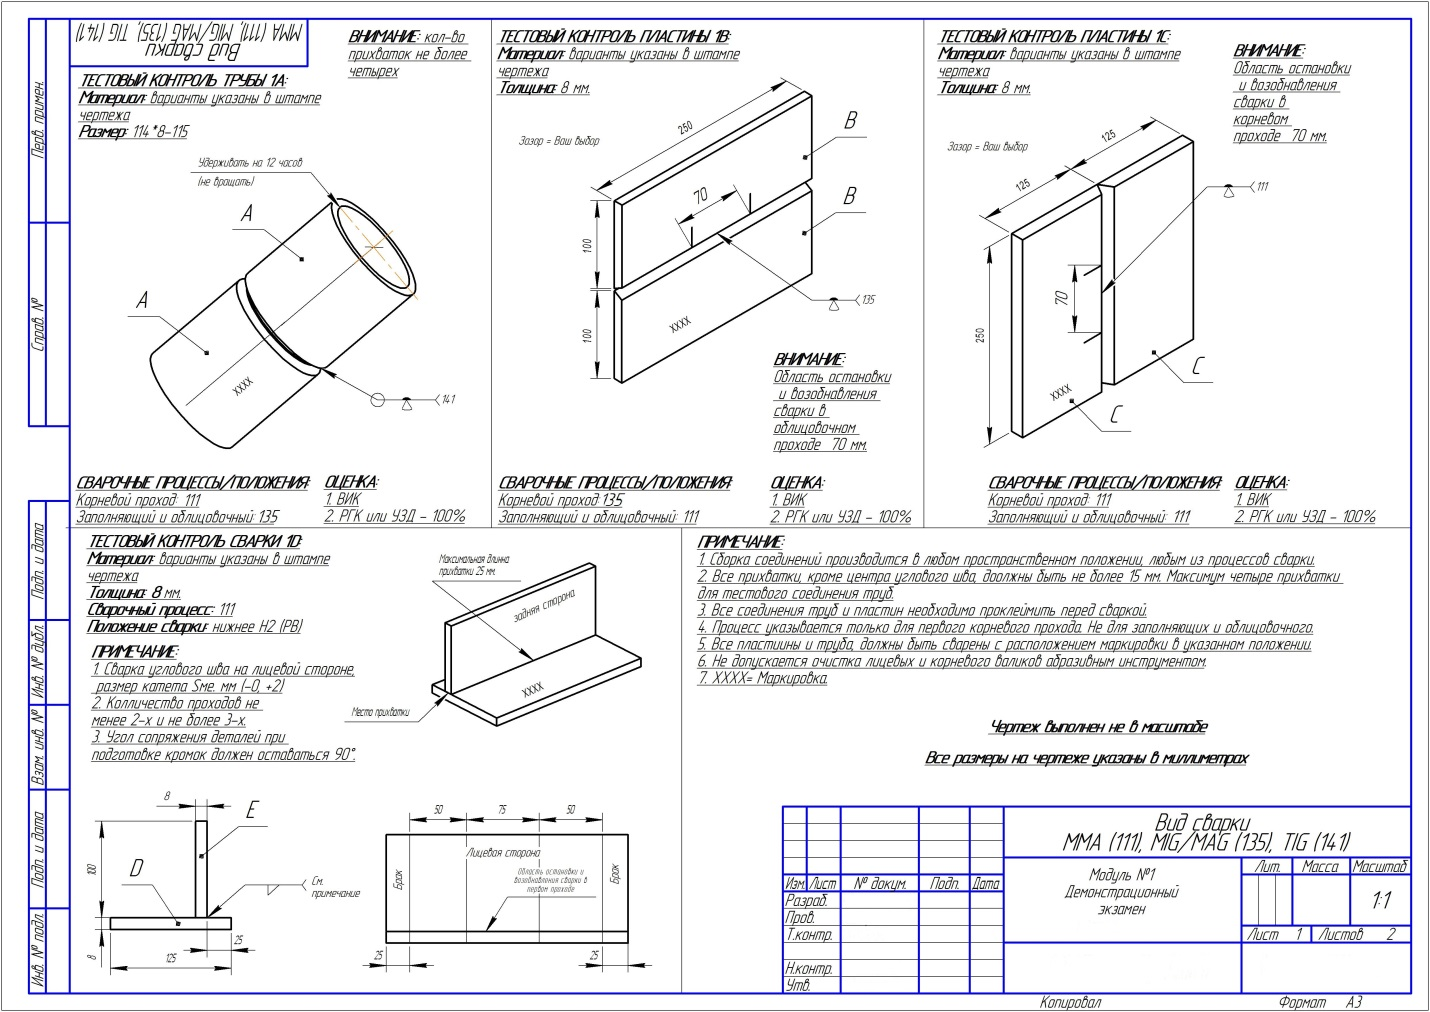 Вид сварки
ММА (111), MIG/MAG (135), TIG (141)
ТЕСТОВЫЙ КОНТРОЛЬ ТРУБЫ 1А:
Материал: варианты указаны в штампе
чертежа
Размер: 114*8-115
ВНИМАНИЕ: кол-во
прихваток не более
четырех
Удерживать на 12 часов
(не вращать)
А
А
XXXX
141
СВАРОЧНЫЕ ПРОЦЕССЫ/ПОЛОЖЕНИЯ:
Корневой проход: 111
Заполняющий и облицовочный: 135
ОЦЕНКА:
1. ВИК
2. РГК или УЗД - 100%
ТЕСТОВЫЙ КОНТРОЛЬ ПЛАСТИНЫ 1В:
Материал: варианты указаны в штампе
чертежа
Толщина: 8 мм.
Зазор = Ваш выбор
250
70
100
100
В
В
XXXX
135
ВНИМАНИЕ:
Область остановки
и возобнавления
сварки в
облицовочном
проходе 70 мм.
СВАРОЧНЫЕ ПРОЦЕССЫ/ПОЛОЖЕНИЯ:
Корневой проход:135
Заполняющий и облицовочный: 111
ОЦЕНКА:
1. ВИК
2. РГК или УЗД - 100%
ТЕСТОВЫЙ КОНТРОЛЬ ПЛАСТИНЫ 1С:
Материал: варианты указаны в штампе
чертежа
Толщина: 8 мм.
Зазор = Ваш выбор
ВНИМАНИЕ:
Область остановки
и возобнавления
сварки в
корневом
проходе 70 мм.
125
125
250
70
111
С
С
XXXX
СВАРОЧНЫЕ ПРОЦЕССЫ/ПОЛОЖЕНИЯ:
Корневой проход: 111
Заполняющий и облицовочный: 111
ОЦЕНКА:
1. ВИК
2. РГК или УЗД - 100%
ТЕСТОВЫЙ КОНТРОЛЬ СВАРКИ 1D:
Материал: варианты указаны в штампе
чертежа
Толщина: 8 мм.
Сварочный процесс: 111
Положение сварки: нижнее Н2 (РВ)
ПРИМЕЧАНИЕ:
1. Сварка углового шва на лицевой стороне,
размер катета Sме. мм (-0, +2)
2. Колличество проходов не
менее 2-х и не более 3-х.
3. Угол сопряжения деталей при
подготовке кромок должен оставаться 90°.
Максимальная длинна
прихватки 25 мм.
задняя сторона
XXXX
Места прихватки
8
Е
D
100
8
125
25
См.
примечание
50
75
50
Лицевая сторона
Область остановки и
возобнавления сварки в
первом проходе
Брак
Брак
25
25
ПРИМЕЧАНИЕ:
1. Сборка соединений производится в любом пространственном положении, любым из процессов сварки.
2. Все прихватки, кроме центра углового шва, доолжны быть не более 15 мм. Максимум четыре прихватки
для тестового соединения труб.
3. Все соединения труб и пластин необходимо проклеймить перед сваркой.
4. Процесс указывается только для первого корневого прохода. Не для заполняющих и облицовочного.
5. Все пластиины и труба, должны быть сварены с расположением маркировки в указанном положении.
6. Не допускается очистка лицевых и корневого валиков абразивным инструментом.
7. ХХХХ= Маркировка.
Чертеж выполнен не в масштабе
Все размеры на чертеже указаны в миллиметрах
Вид сварки
ММА (111), MIG/MAG (135), TIG (141)
Модуль №1
Демонстрационный
экзамен
Лит. Масса Масштаб
1:1
Лист 1 Листов 2
Изм. Лист № докум. Подп. Дата
Разраб.
Пров.
Т.контр.
Н.контр.
Утв.
Копировал Формат А3
Перв. примен.
Справ. №
Подп. и дата
Инв. № дубл.
Взам. инв. №
Подп. и дата
Инв. № подл.